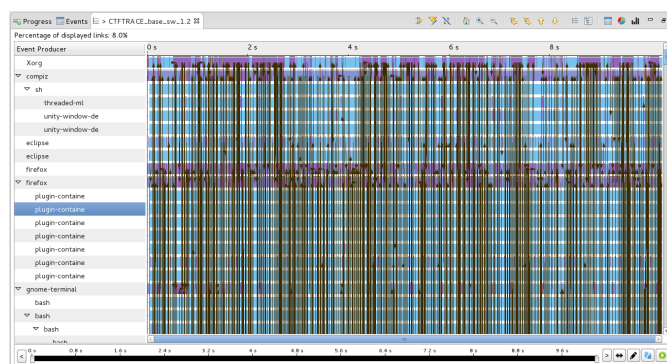 Progress Events > CTFTRACE_base_sw_1.2
Percentage of displayed links: 8.0%
Event Producer 0 s 2 s 4 s 6 s 8 s
Xorg
compiz
sh
threaded-ml
unity-window-de
unity-window-de
eclipse
eclipse
firefox
firefox
plugin-containe
plugin-containe
plugin-containe
plugin-containe
plugin-containe
plugin-containe
plugin-containe
gnome-terminal
bash
bash
bash
bash
0 s 0.8 s 1.6 s 2.4 s 3.2 s 4 s 4.8 s 5.6 s 6.4 s 7.2 s 8 s 8.8 s 9.6 s